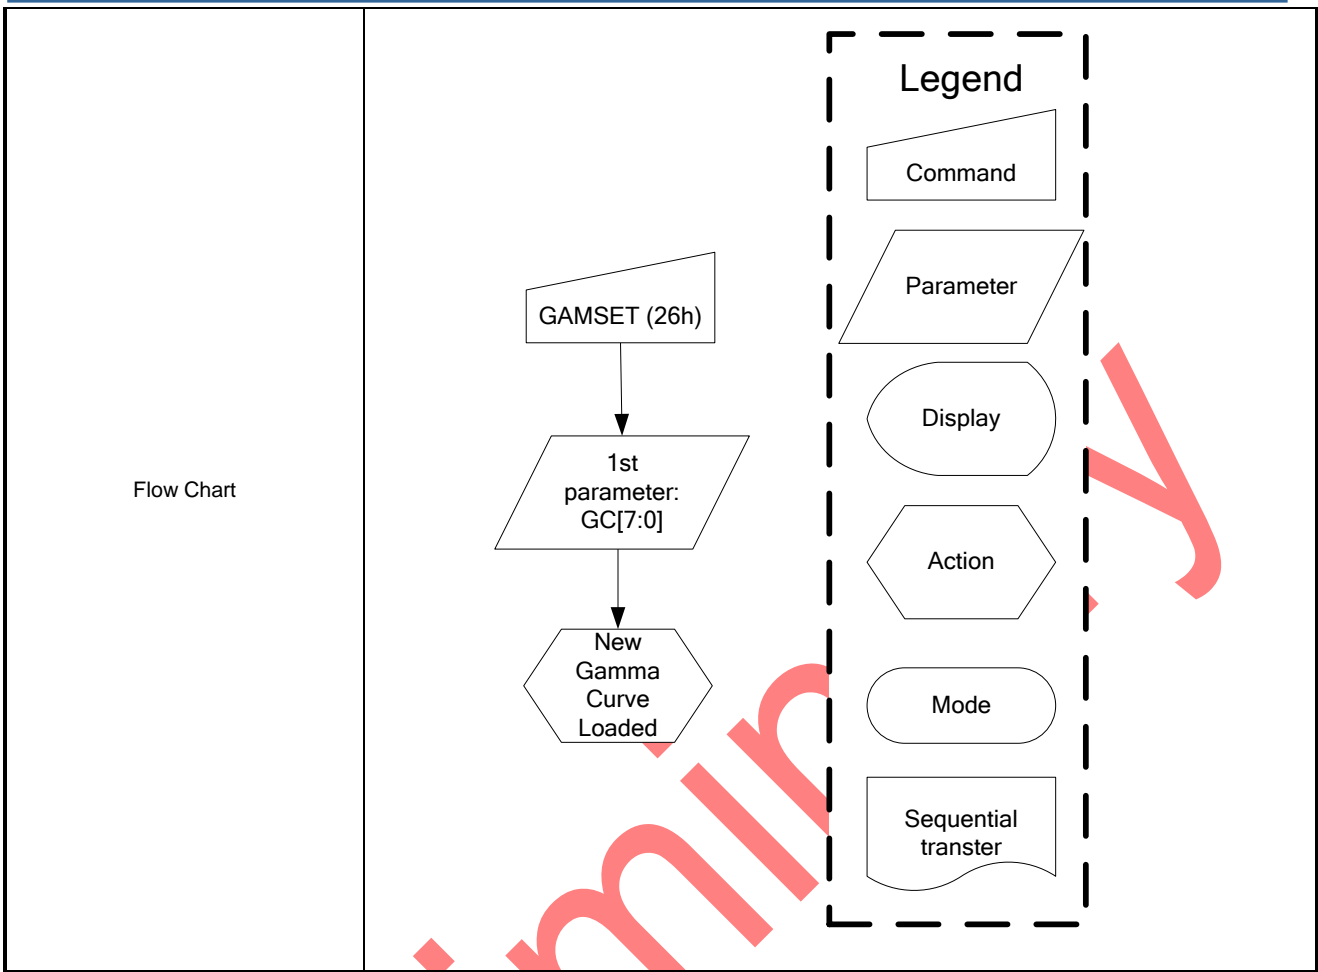 Flow Chart
GAMSET (26h)
1st
parameter:
GC[7:0]
New
Gamma
Curve
Loaded
Legend
Command
Parameter
Display
Action
Mode
Sequential
transter